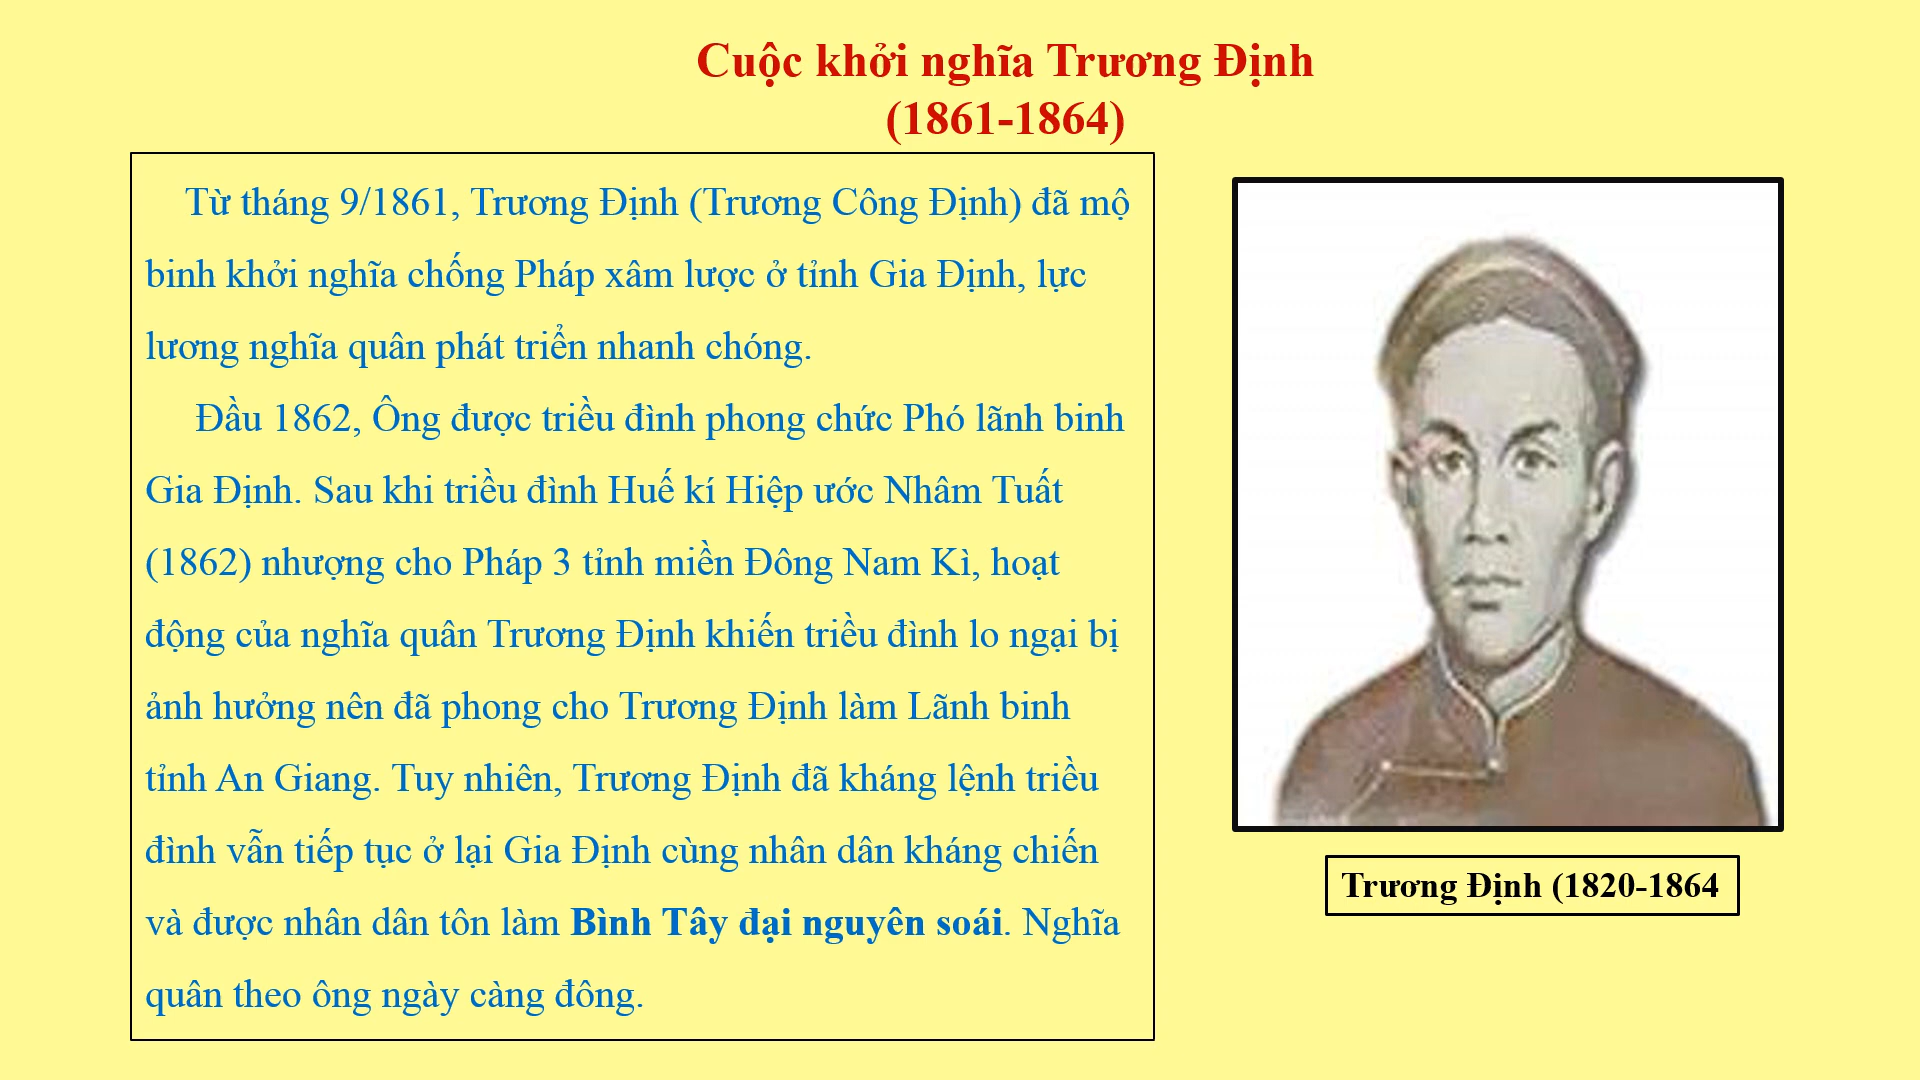 Cuộc khởi nghĩa Trương Định
(1861-1864)
Từ tháng 9/1861, Trương Định (Trương Công Định) đã mộ
binh khởi nghĩa chống Pháp xâm lược ở tỉnh Gia Định, lực
lương nghĩa quân phát triển nhanh chóng.
Đầu 1862, Ông được triều đình phong chức Phó lãnh binh
Gia Định. Sau khi triều đình Huế kí Hiệp ước Nhâm Tuất
(1862) nhượng cho Pháp 3 tỉnh miền Đông Nam Kì, hoạt
động của nghĩa quân Trương Định khiến triều đình lo ngại bị
ảnh hưởng nên đã phong cho Trương Định làm Lãnh binh
tỉnh An Giang. Tuy nhiên, Trương Định đã kháng lệnh triều
đình vẫn tiếp tục ở lại Gia Định cùng nhân dân kháng chiến
và được nhân dân tôn làm Bình Tây đại nguyên soái. Nghĩa
quân theo ông ngày càng đông.
Trương Định (1820-1864